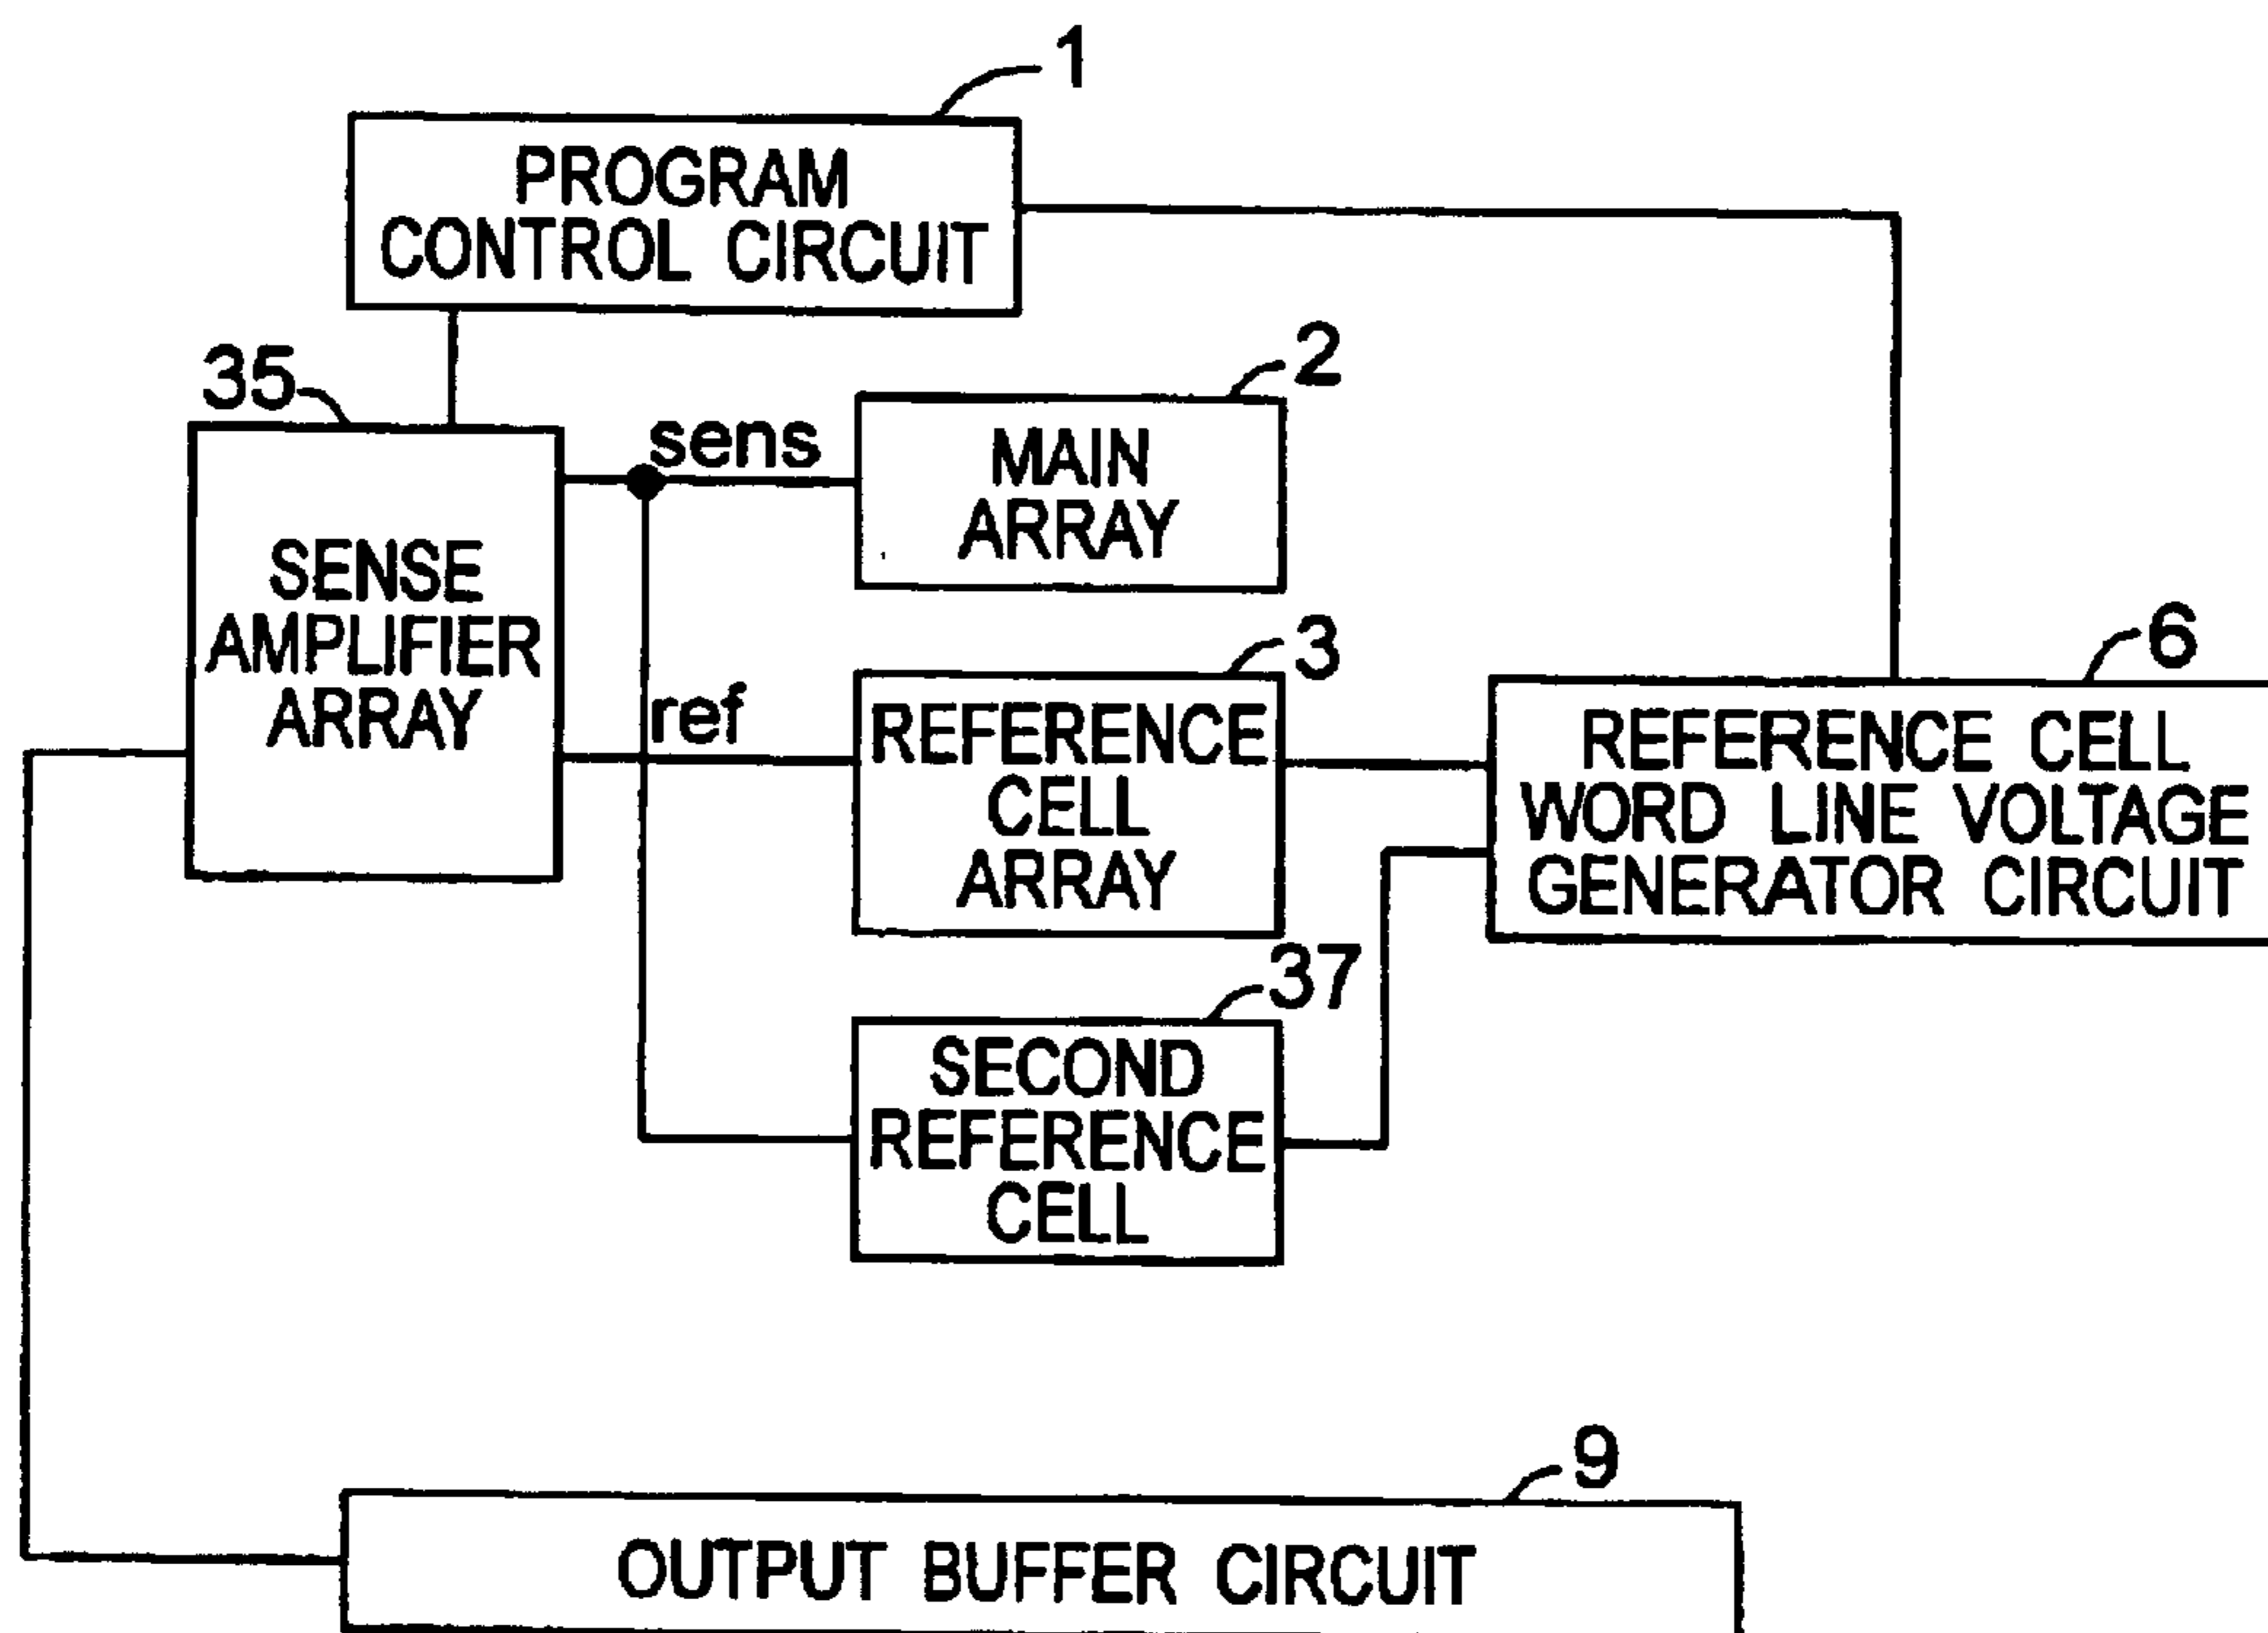 1
PROGRAM
CONTROL CIRCUIT
35
2
sens
MAIN
ARRAY
SENSE
AMPLIFIER
ARRAY
3
6
ref
REFERENCE
CELL
ARRAY
REFERENCE CELL
WORD LINE VOLTAGE
GENERATOR CIRCUIT
37
SECOND
REFERENCE
CELL
9
OUTPUT BUFFER CIRCUIT